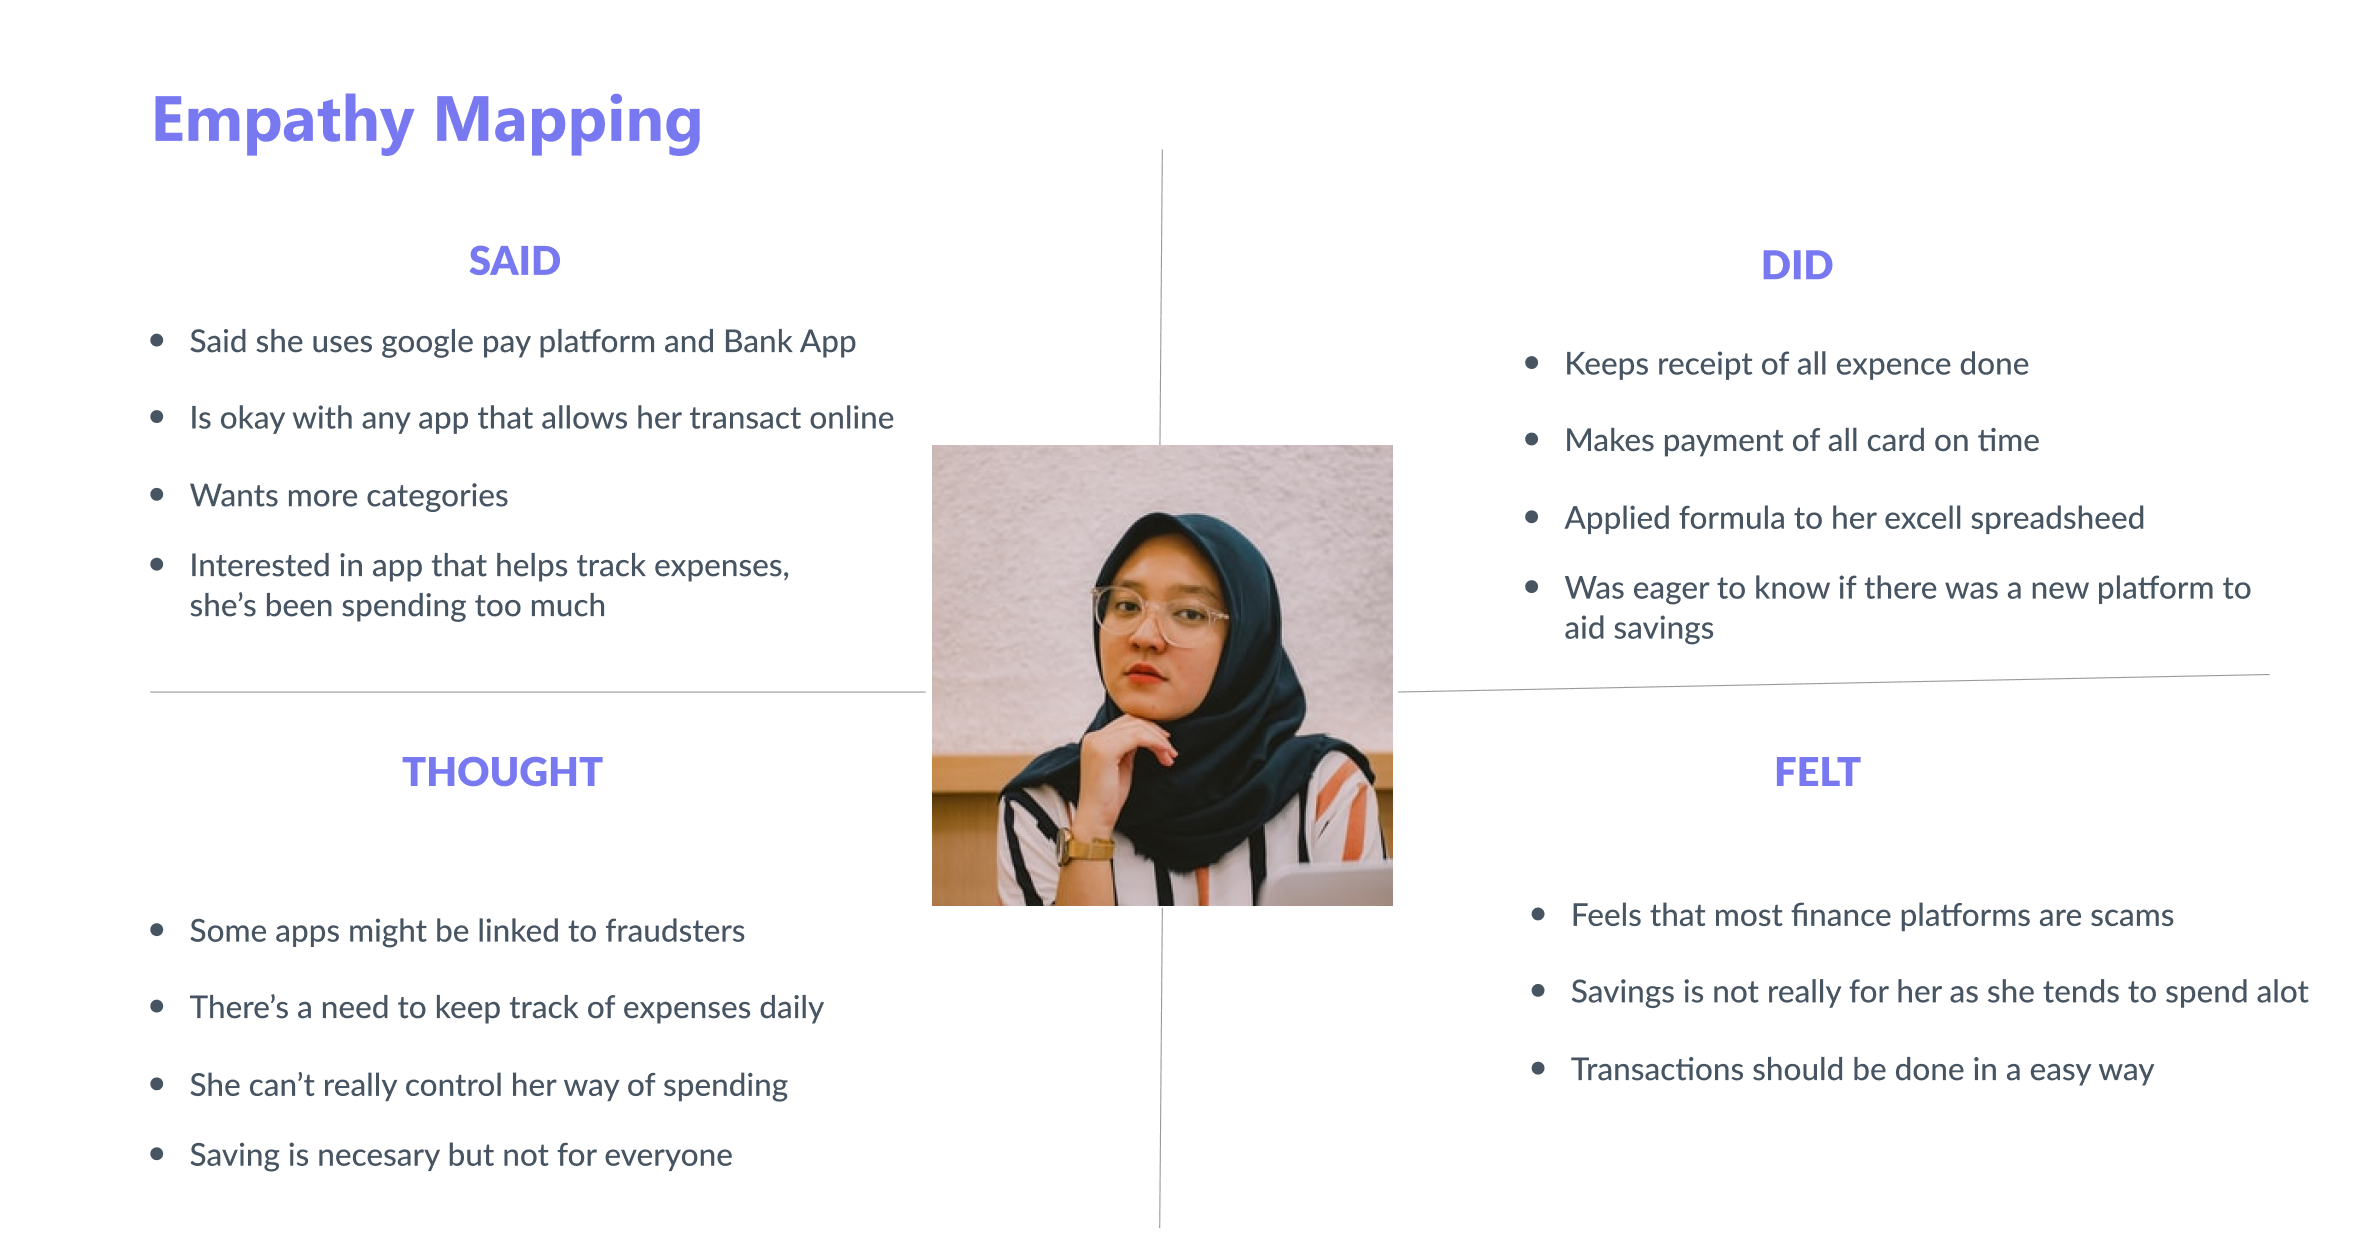 Empathy Mapping
SAID
Said she uses google pay platform and Bank App
Is okay with any app that allows her transact online
Wants more categories
Interested in app that helps track expenses,
she’s been spending too much
DID
Keeps receipt of all expence done
Makes payment of all card on time
Applied formula to her excell spreadsheed
Was eager to know if there was a new platform to
aid savings
THOUGHT
Some apps might be linked to fraudsters
There’s a need to keep track of expenses daily
She can’t really control her way of spending
Saving is necesary but not for everyone
FELT
Feels that most finance platforms are scams
Savings is not really for her as she tends to spend alot
Transactions should be done in a easy way